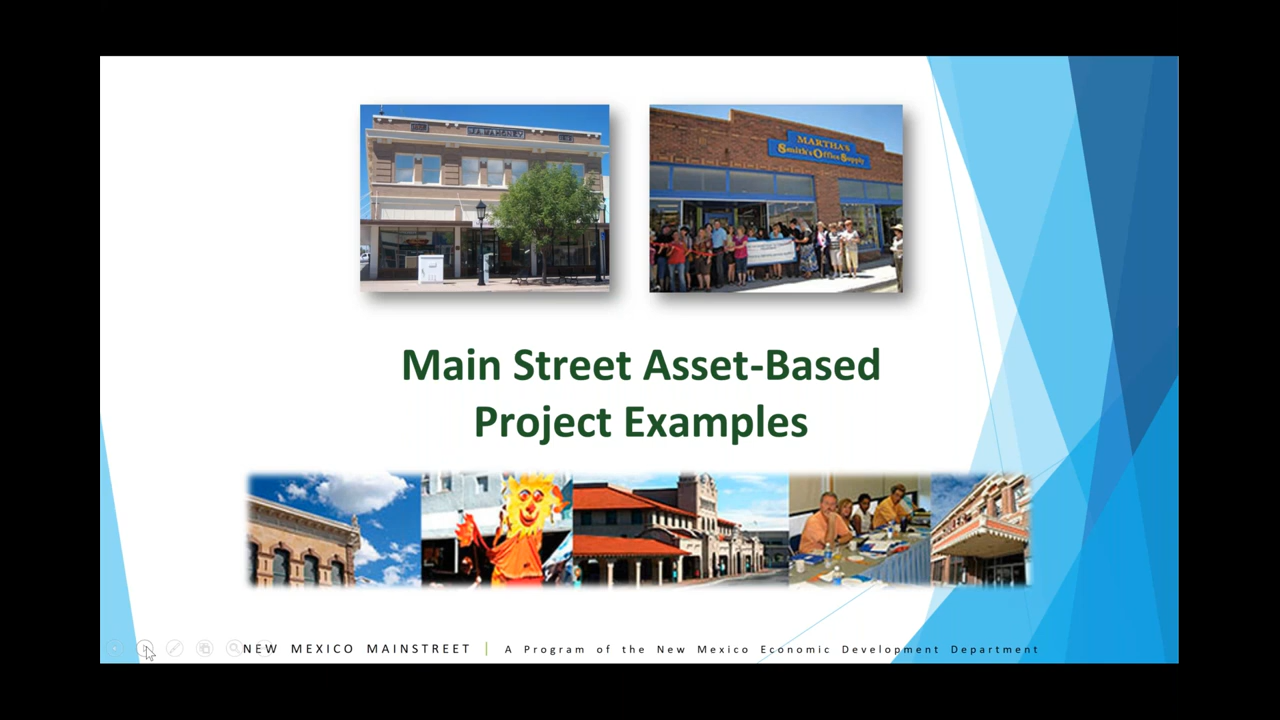 J.A. MAHONEY
MARTHA'S
Smith's Office Supply
Main Street Asset-Based
Project Examples
NEW MEXICO MAINSTREET | A Program of the New Mexico Economic Development Department